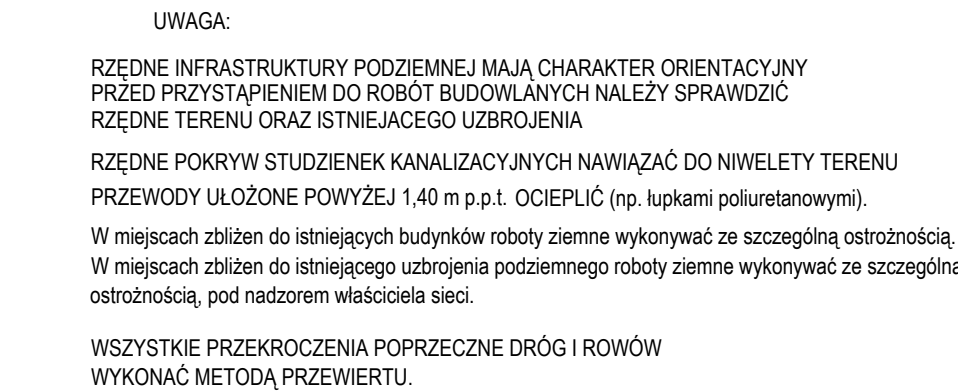 UWAGA:
RZĘDNE INFRASTRUKTURY PODZIEMNEJ MAJĄ CHARAKTER ORIENTACYJNY
PRZED PRZYSTĄPIENIEM DO ROBÓT BUDOWLANYCH NALEŻY SPRAWDZIĆ
RZĘDNE TERENU ORAZ ISTNIEJACEGO UZBROJENIA
RZĘDNE POKRYW STUDZIENEK KANALIZACYJNYCH NAWIĄZAĆ DO NIWELETY TERENU
PRZEWODY UŁOŻONE POWYŻEJ 1,40 m p.p.t. OCIEPLIĆ (np. łupkami poliuretanowymi).
W miejscach zbliżen do istniejących budynków roboty ziemne wykonywać ze szczególną ostrożnością.
W miejscach zbliżen do istniejącego uzbrojenia podziemnego roboty ziemne wykonywać ze szczególną
ostrożnością, pod nadzorem właściciela sieci.
WSZYSTKIE PRZEKROCZENIA POPRZECZNE DRÓG I ROWÓW
WYKONAĆ METODĄ PRZEWIERTU.